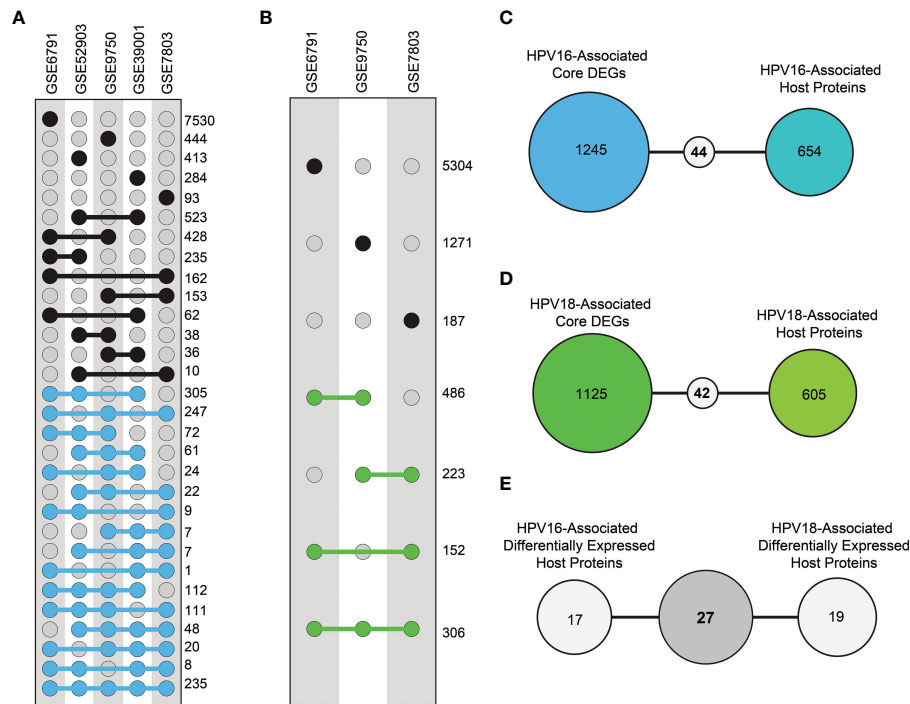 A
GSE6791
GSE52903
GSE9750
GSE39001
GSE7803
7530
444
413
284
93
523
428
235
162
153
62
38
36
10
305
247
72
61
24
22
9
7
7
1
112
111
48
20
8
235
B
GSE6791
GSE9750
GSE7803
5304
1271
187
486
223
152
306
C
HPV16-Associated
Core DEGs
HPV16-Associated
Host Proteins
1245
44
654
D
HPV18-Associated
Core DEGs
HPV18-Associated
Host Proteins
1125
42
605
E
HPV16-Associated
Differentially Expressed
Host Proteins
HPV18-Associated
Differentially Expressed
Host Proteins
17
27
19